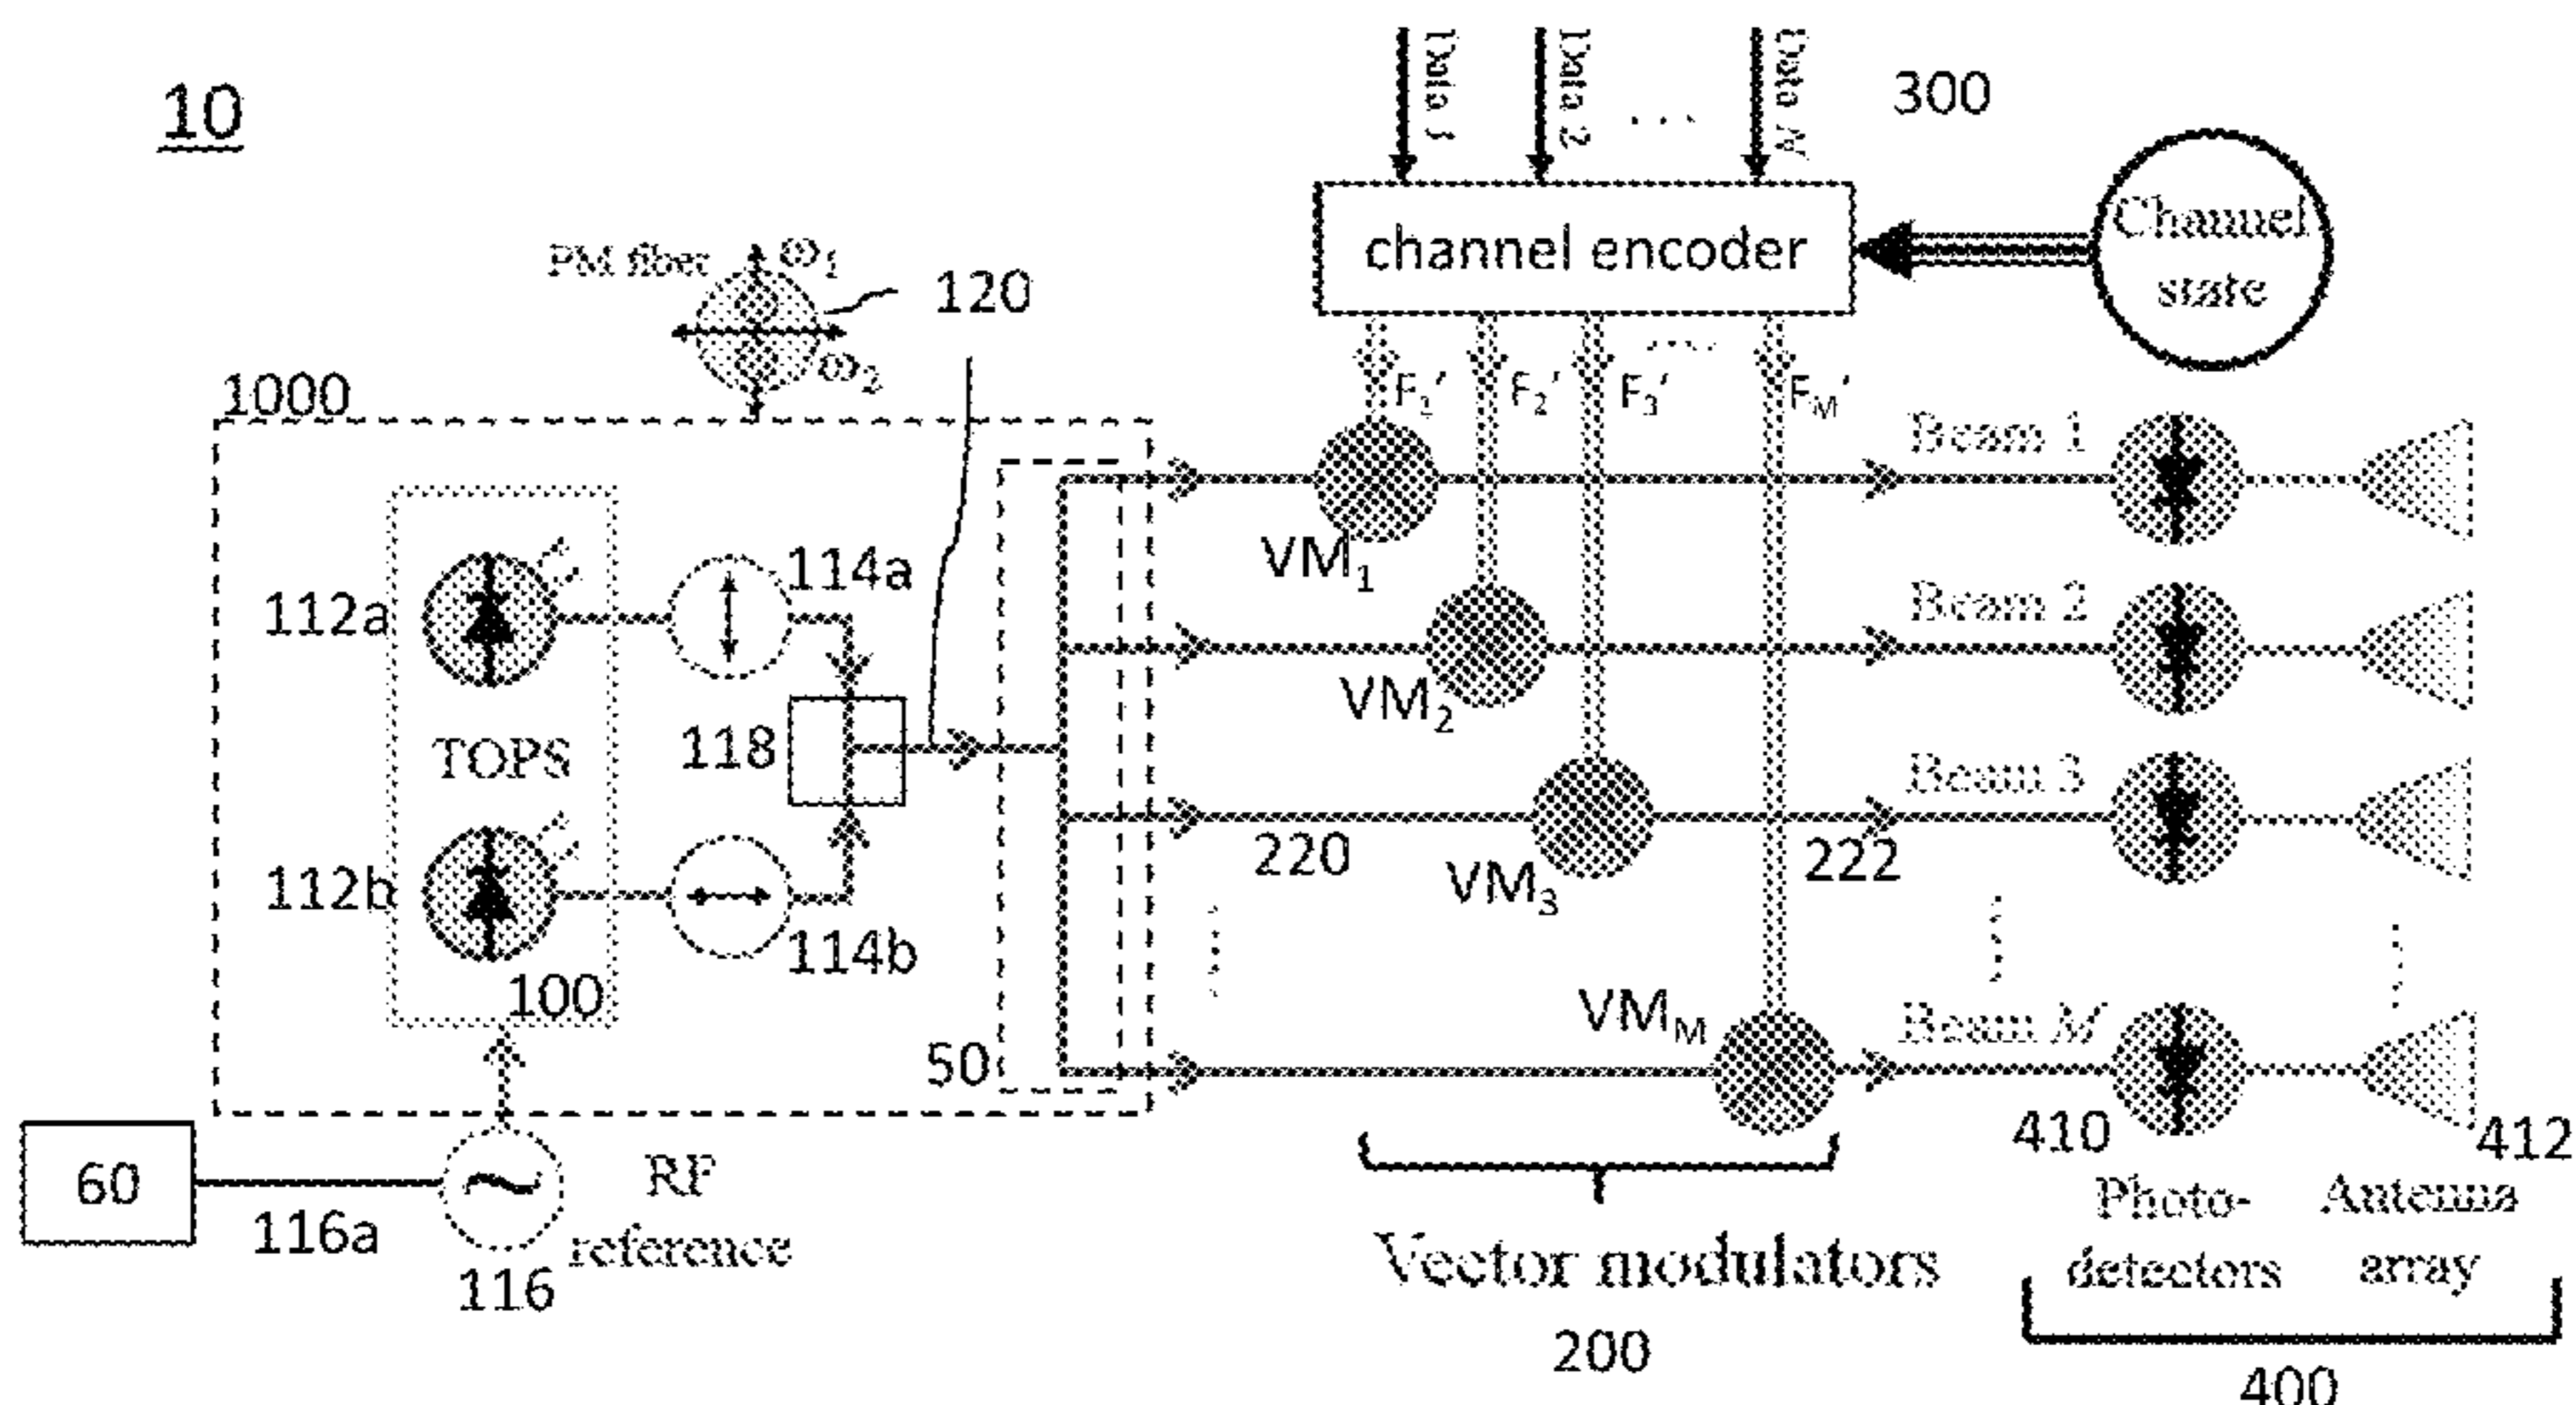 10
Data 1
Data 2
Data N
300
channel encoder
Channel
state
PM fiber
ω1
ω2
120
1000
F1'
F2'
F3'
FM'
Beam 1
VM1
112a
114a
Beam 2
VM2
TOPS
118
Beam 3
220
VM3
222
112b
114b
100
50
VMM
Beam M
410
412
60
116a
116
RF
reference
Vector modulators
200
Photo-
detectors
Antenna
array
400